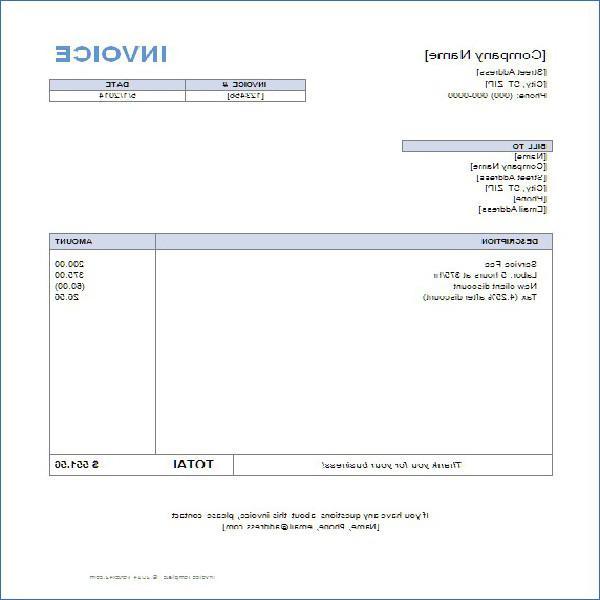 [Company Name]
INVOICE
[Street Address]
[City, ST ZIP]
Phone: (000) 000-0000
INVOICE #
DATE
[123456]
5/1/2014
BILL TO
[Name]
[Company Name]
[Street Address]
[City, ST ZIP]
[Phone]
[Email Address]
DESCRIPTION
AMOUNT
Service Fee
200.00
Labor: 5 hours at $75/hr
375.00
New client discount
(50.00)
Tax (4.25% after discount)
26.56
Thank you for your business!
TOTAL
$ 551.56
If you have any questions about this invoice, please contact
[Name, Phone, email@address.com]
Invoice Template © 2014